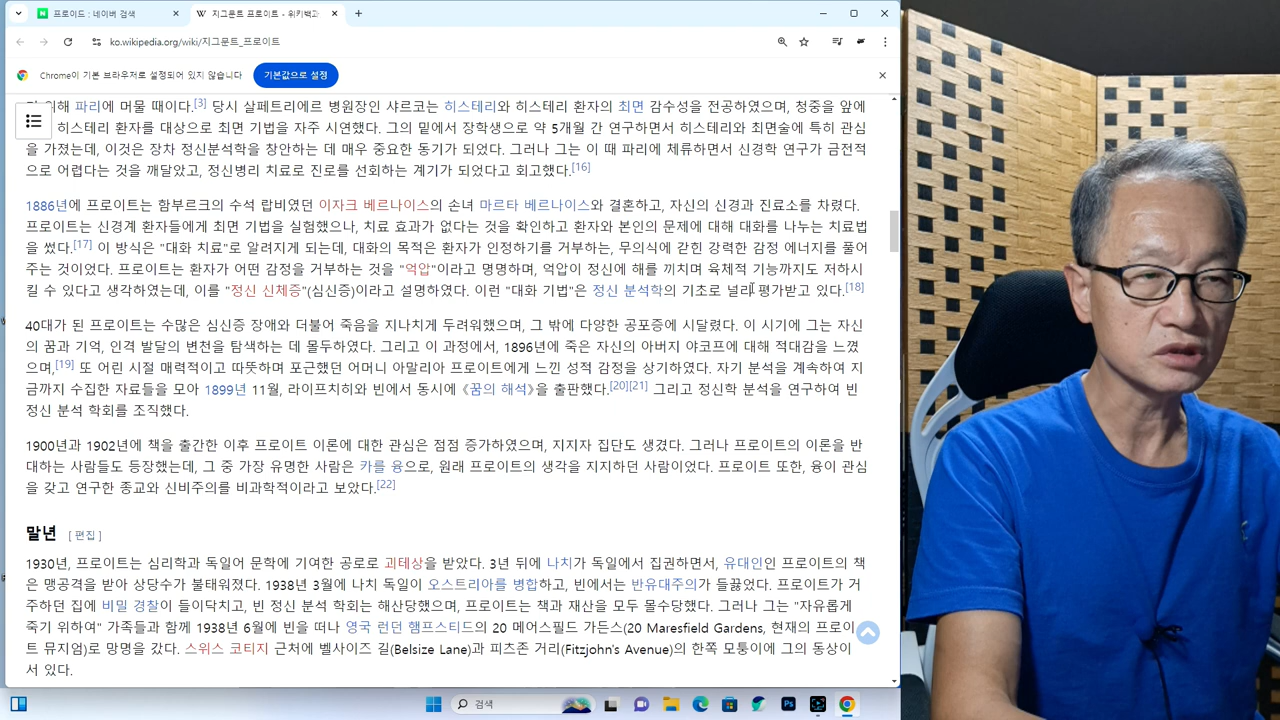 프로이드 : 네이버 검색
지그문트 프로이트 - 위키백과
ko.wikipedia.org/wiki/지그문트_프로이트
Chrome이 기본 브라우저로 설정되어 있지 않습니다
기본값으로 설정
위해 파리에 머물 때이다.[3] 당시 살페트리에르 병원장인 샤르코는 히스테리와 히스테리 환자의 최면 감수성을 전공하였으며, 청중을 앞에
히스테리 환자를 대상으로 최면 기법을 자주 시연했다. 그의 밑에서 장학생으로 약 5개월 간 연구하면서 히스테리와 최면술에 특히 관심
을 가졌는데, 이것은 장차 정신분석학을 창안하는 데 매우 중요한 동기가 되었다. 그러나 그는 이 때 파리에 체류하면서 신경학 연구가 금전적
으로 어렵다는 것을 깨달았고, 정신병리 치료로 진로를 선회하는 계기가 되었다고 회고했다.[16]
1886년에 프로이트는 함부르크의 수석 랍비였던 이자크 베르나이스의 손녀 마르타 베르나이스와 결혼하고, 자신의 신경과 진료소를 차렸다.
프로이트는 신경계 환자들에게 최면 기법을 실험했으나, 치료 효과가 없다는 것을 확인하고 환자와 본인의 문제에 대해 대화를 나누는 치료법
을 썼다.[17] 이 방식은 "대화 치료"로 알려지게 되는데, 대화의 목적은 환자가 인정하기를 거부하는, 무의식에 갇힌 강력한 감정 에너지를 풀어
주는 것이었다. 프로이트는 환자가 어떤 감정을 거부하는 것을 "억압"이라고 명명하며, 억압이 정신에 해를 끼치며 육체적 기능까지도 저하시
킬 수 있다고 생각하였는데, 이를 "정신 신체증"(심신증)이라고 설명하였다. 이런 "대화 기법"은 정신 분석학의 기초로 널리 평가받고 있다.[18]
40대가 된 프로이트는 수많은 심신증 장애와 더불어 죽음을 지나치게 두려워했으며, 그 밖에 다양한 공포증에 시달렸다. 이 시기에 그는 자신
의 꿈과 기억, 인격 발달의 변천을 탐색하는 데 몰두하였다. 그리고 이 과정에서, 1896년에 죽은 자신의 아버지 야코프에 대해 적대감을 느꼈
으며,[19] 또 어린 시절 매력적이고 따뜻하며 포근했던 어머니 아말리아 프로이트에게 느낀 성적 감정을 상기하였다. 자기 분석을 계속하여 지
금까지 수집한 자료들을 모아 1899년 11월, 라이프치히와 빈에서 동시에 《꿈의 해석》을 출판했다.[20][21] 그리고 정신학 분석을 연구하여 빈
정신 분석 학회를 조직했다.
1900년과 1902년에 책을 출간한 이후 프로이트 이론에 대한 관심은 점점 증가하였으며, 지지자 집단도 생겼다. 그러나 프로이트의 이론을 반
대하는 사람들도 등장했는데, 그 중 가장 유명한 사람은 카를 융으로, 원래 프로이트의 생각을 지지하던 사람이었다. 프로이트 또한, 융이 관심
을 갖고 연구한 종교와 신비주의를 비과학적이라고 보았다.[22]
말년 [ 편집 ]
1930년, 프로이트는 심리학과 독일어 문학에 기여한 공로로 괴테상을 받았다. 3년 뒤에 나치가 독일에서 집권하면서, 유대인인 프로이트의 책
은 맹공격을 받아 상당수가 불태워졌다. 1938년 3월에 나치 독일이 오스트리아를 병합하고, 빈에서는 반유대주의가 들끓었다. 프로이트가 거
주하던 집에 비밀 경찰이 들이닥치고, 빈 정신 분석 학회는 해산당했으며, 프로이트는 책과 재산을 모두 몰수당했다. 그러나 그는 "자유롭게
죽기 위하여" 가족들과 함께 1938년 6월에 빈을 떠나 영국 런던 햄프스티드의 20 메어스필드 가든스(20 Maresfield Gardens, 현재의 프로이
트 뮤지엄)로 망명을 갔다. 스위스 코티지 근처에 벨사이즈 길(Belsize Lane)과 피츠존 거리(Fitzjohn's Avenue)의 한쪽 모퉁이에 그의 동상이
서 있다.
검색